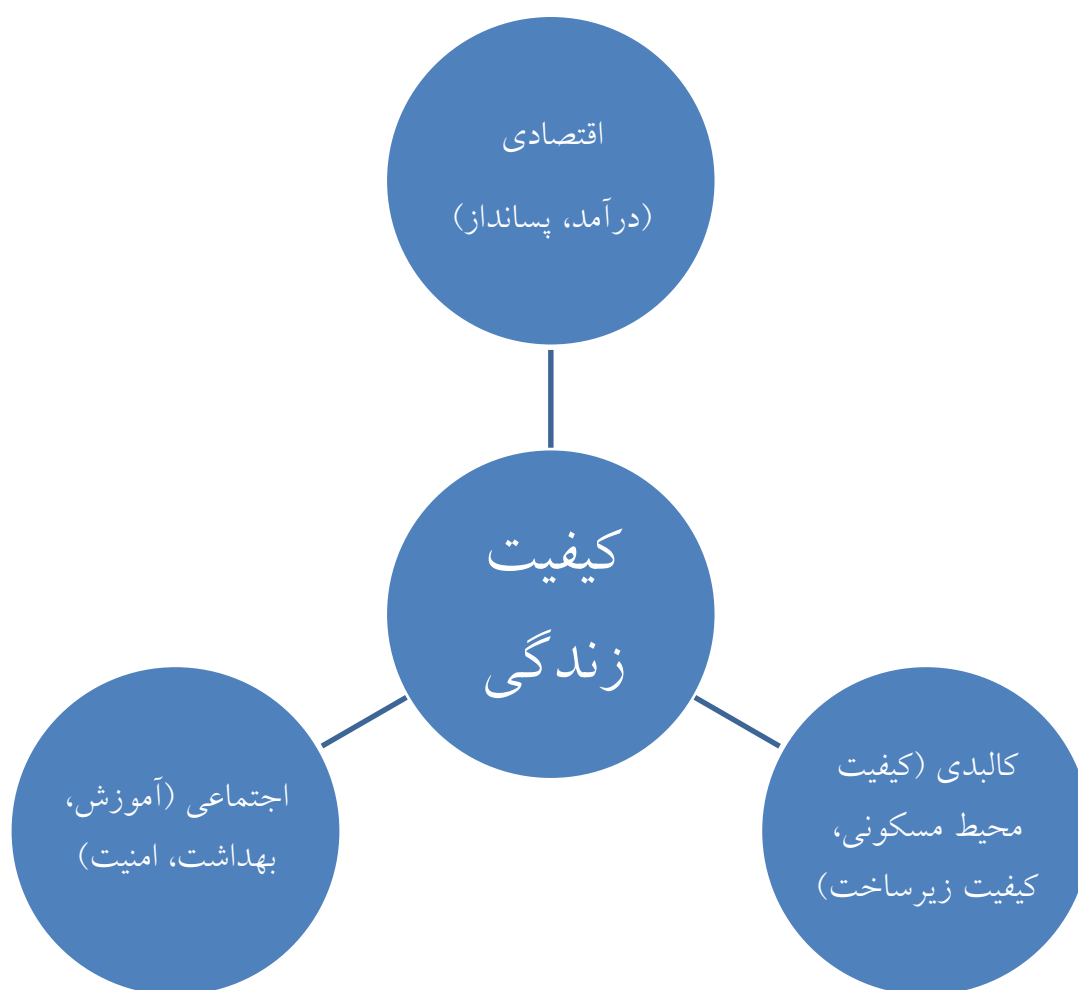 اقتصادی
(درآمد، پسانداز)
کیفیت
زندگی
کالبدی (کیفیت
محیط مسکونی،
کیفیت زیرساخت)
اجتماعی (آموزش،
بهداشت، امنیت)